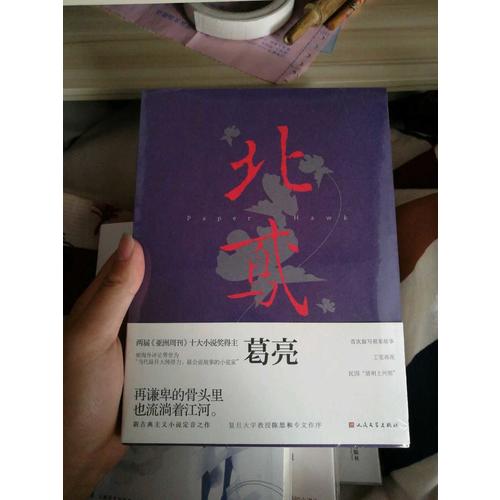 北
Paper Hawk
鸢
两届《亚洲周刊》十大小说奖得主
被海外评论誉为
"当代最具大师潜力、最会说故事的小说家"
葛亮
首次摹写祖辈故事
工笔再现
民国"清明上河图"
再谦卑的骨头里
也流淌着江河。
新古典主义小说定音之作
复旦大学教授陈思和专文作序
人民文学出版社